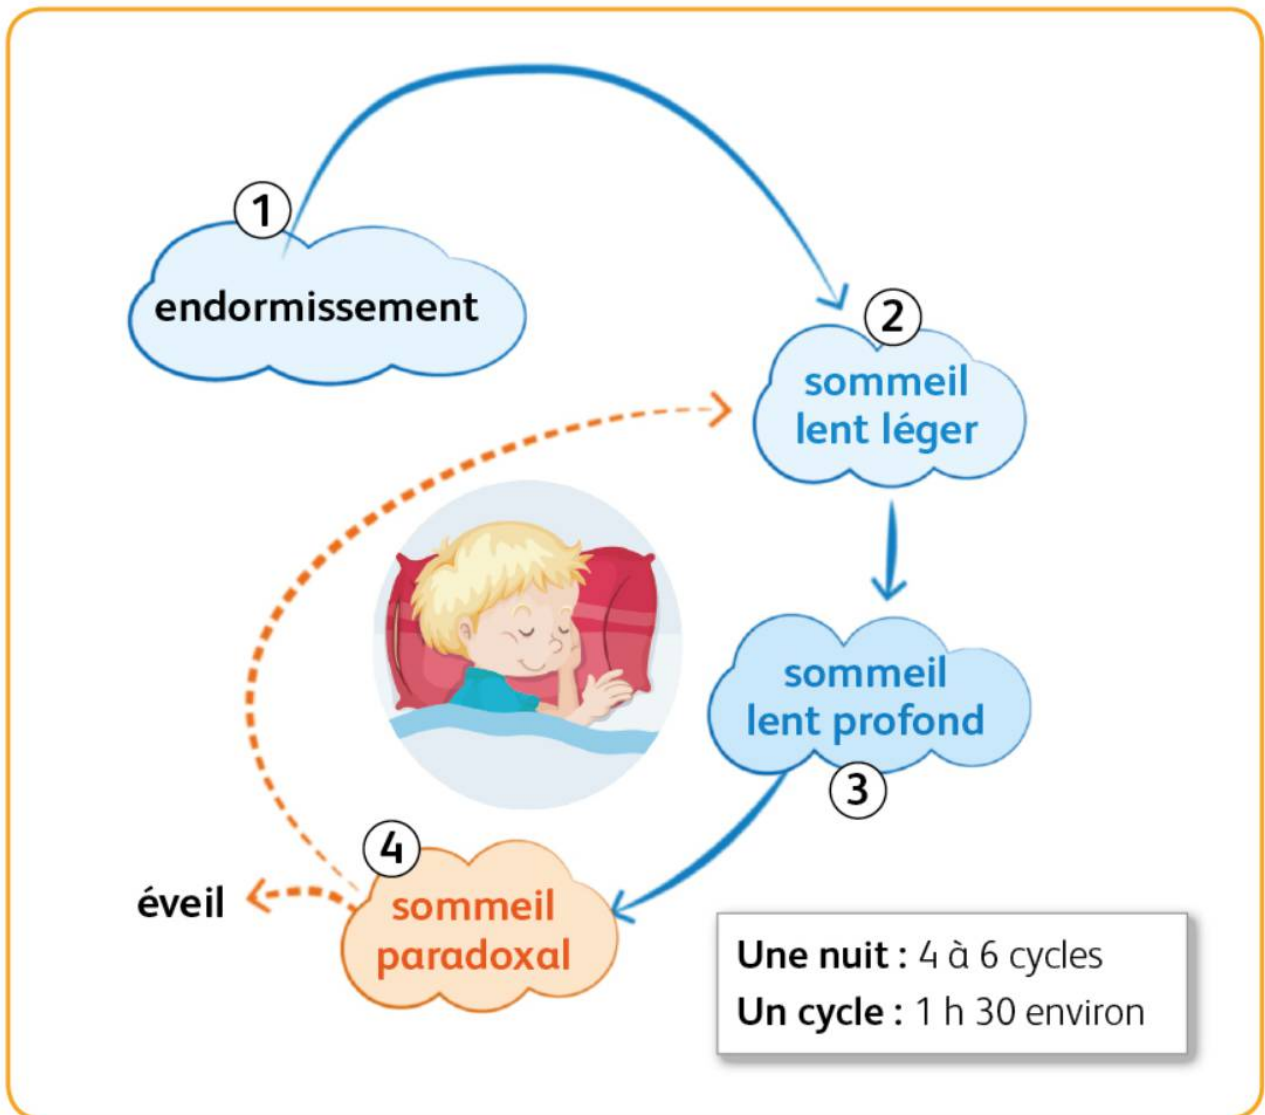 1
endormissement
2
sommeil
lent léger
sommeil
lent profond
3
4
sommeil
paradoxal
éveil
Une nuit : 4 à 6 cycles
Un cycle : 1 h 30 environ